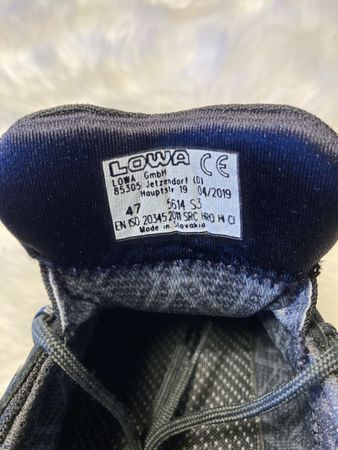 LOWA CE
LOWA GmbH
85305 Jetzendorf (D)
Hauptstr 19 04/2019
47 5614 S3
EN ISO 20345:2011 SRC HRO HI CI
Made in Slovakia